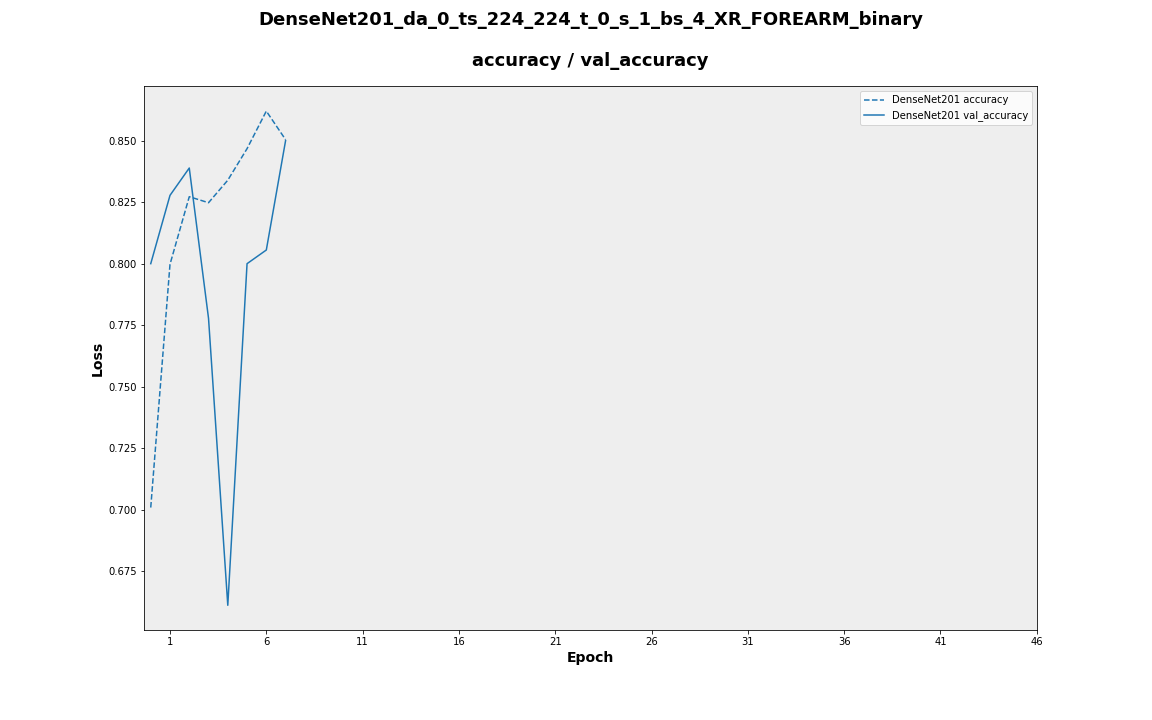 DenseNet201_da_0_ts_224_224_t_0_s_1_bs_4_XR_FOREARM_binary
accuracy / val_accuracy
DenseNet201 accuracy
DenseNet201 val_accuracy
0.850
0.825
0.800
0.775
0.750
0.725
0.700
0.675
Loss
1 6 11 16 21 26 31 36 41 46
Epoch